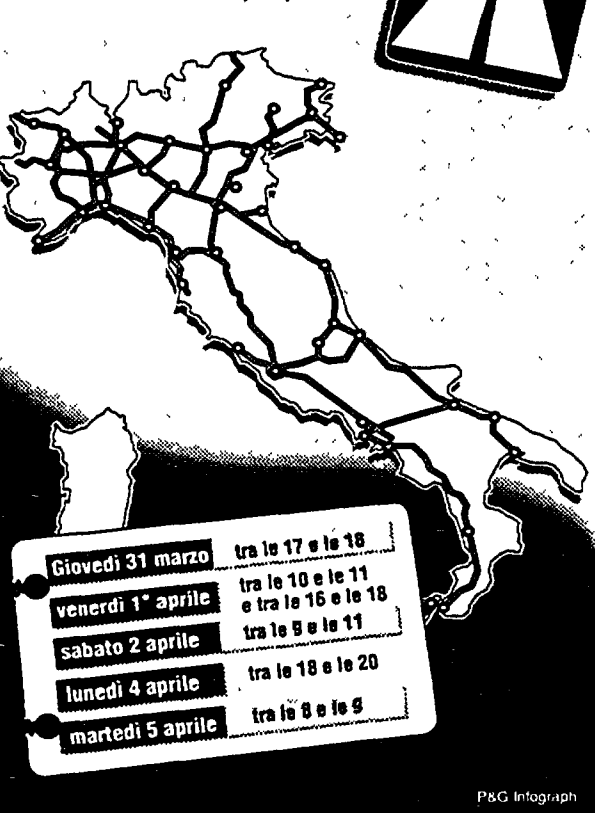 Giovedì 31 marzo
tra le 17 e le 18
venerdì 1° aprile
tra le 10 e le 11
e tra le 16 e le 18
sabato 2 aprile
tra le 9 e le 11
lunedì 4 aprile
tra le 18 e le 20
martedì 5 aprile
tra le 8 e le 9
P&G Infograph